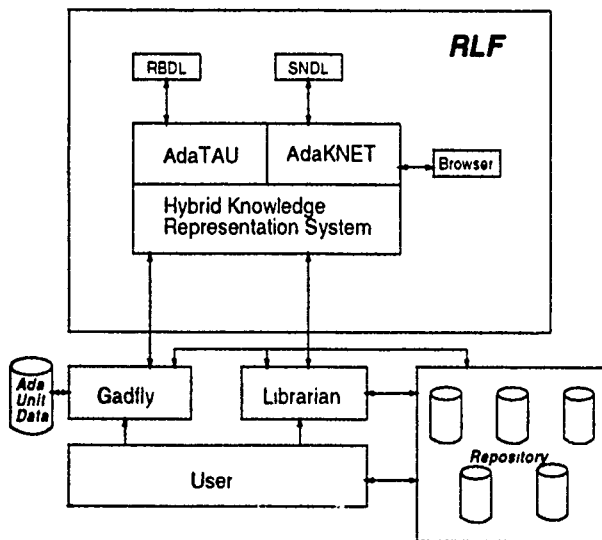 RLF
RBDL
SNDL
AdaTAU
AdaKNET
Browser
Hybrid Knowledge
Representation System
Ada
Unit
Data
Gadfly
Librarian
Repository
User